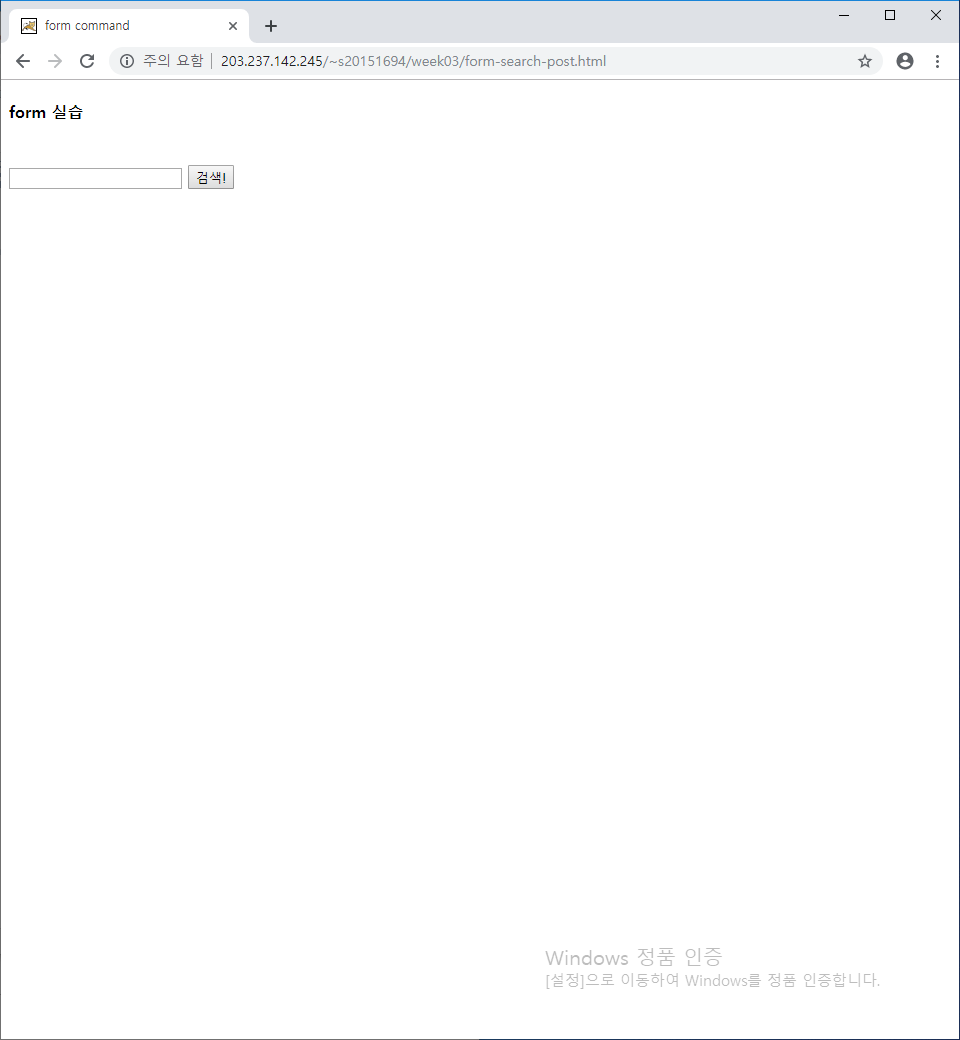 form command
주의 요함 | 203.237.142.245/~s20151694/week03/form-search-post.html
form 실습
검색!
Windows 정품 인증
[설정]으로 이동하여 Windows를 정품 인증합니다.